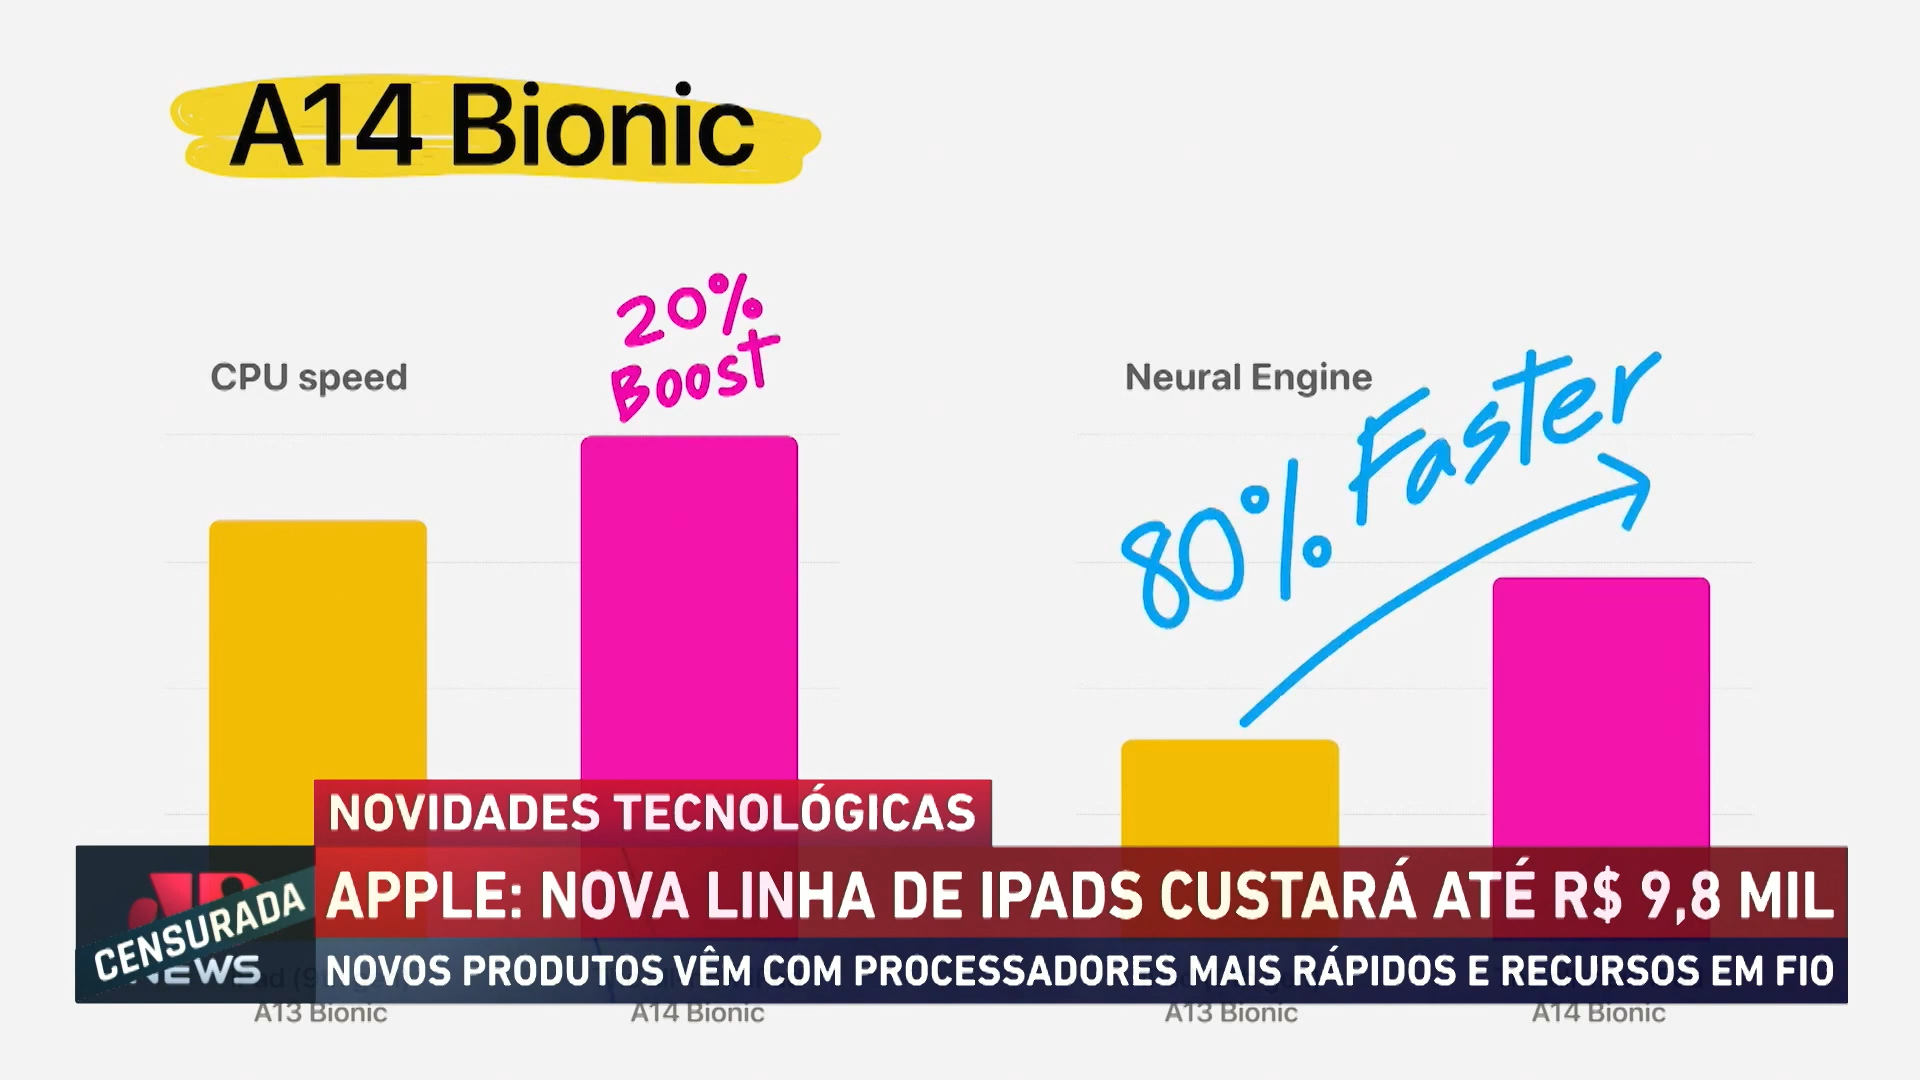 A14 Bionic
CPU speed
20%
Boost
Neural Engine
80% Faster
NOVIDADES TECNOLÓGICAS
APPLE: NOVA LINHA DE IPADS CUSTARÁ ATÉ R$ 9,8 MIL
NOVOS PRODUTOS VÊM COM PROCESSADORES MAIS RÁPIDOS E RECURSOS EM FIO
JP
CENSURADA
NEWS
A13 Bionic
A14 Bionic
A13 Bionic
A14 Bionic